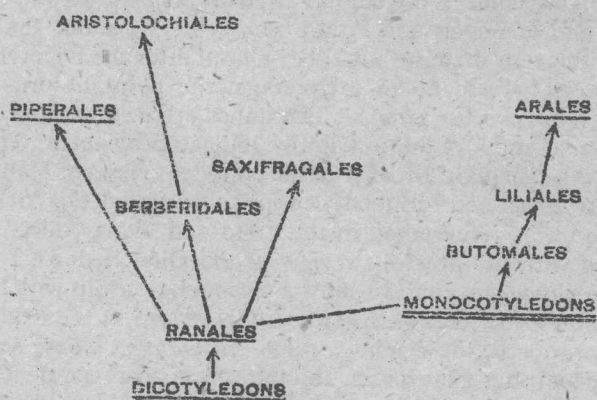 ARISTOLOCHIALES
PIPERALES
ARALES
SAXIFRAGALES
BERBERIDALES
LILIALES
BUTOMALES
MONOCOTYLEDONS
RANALES
DICOTYLEDONS